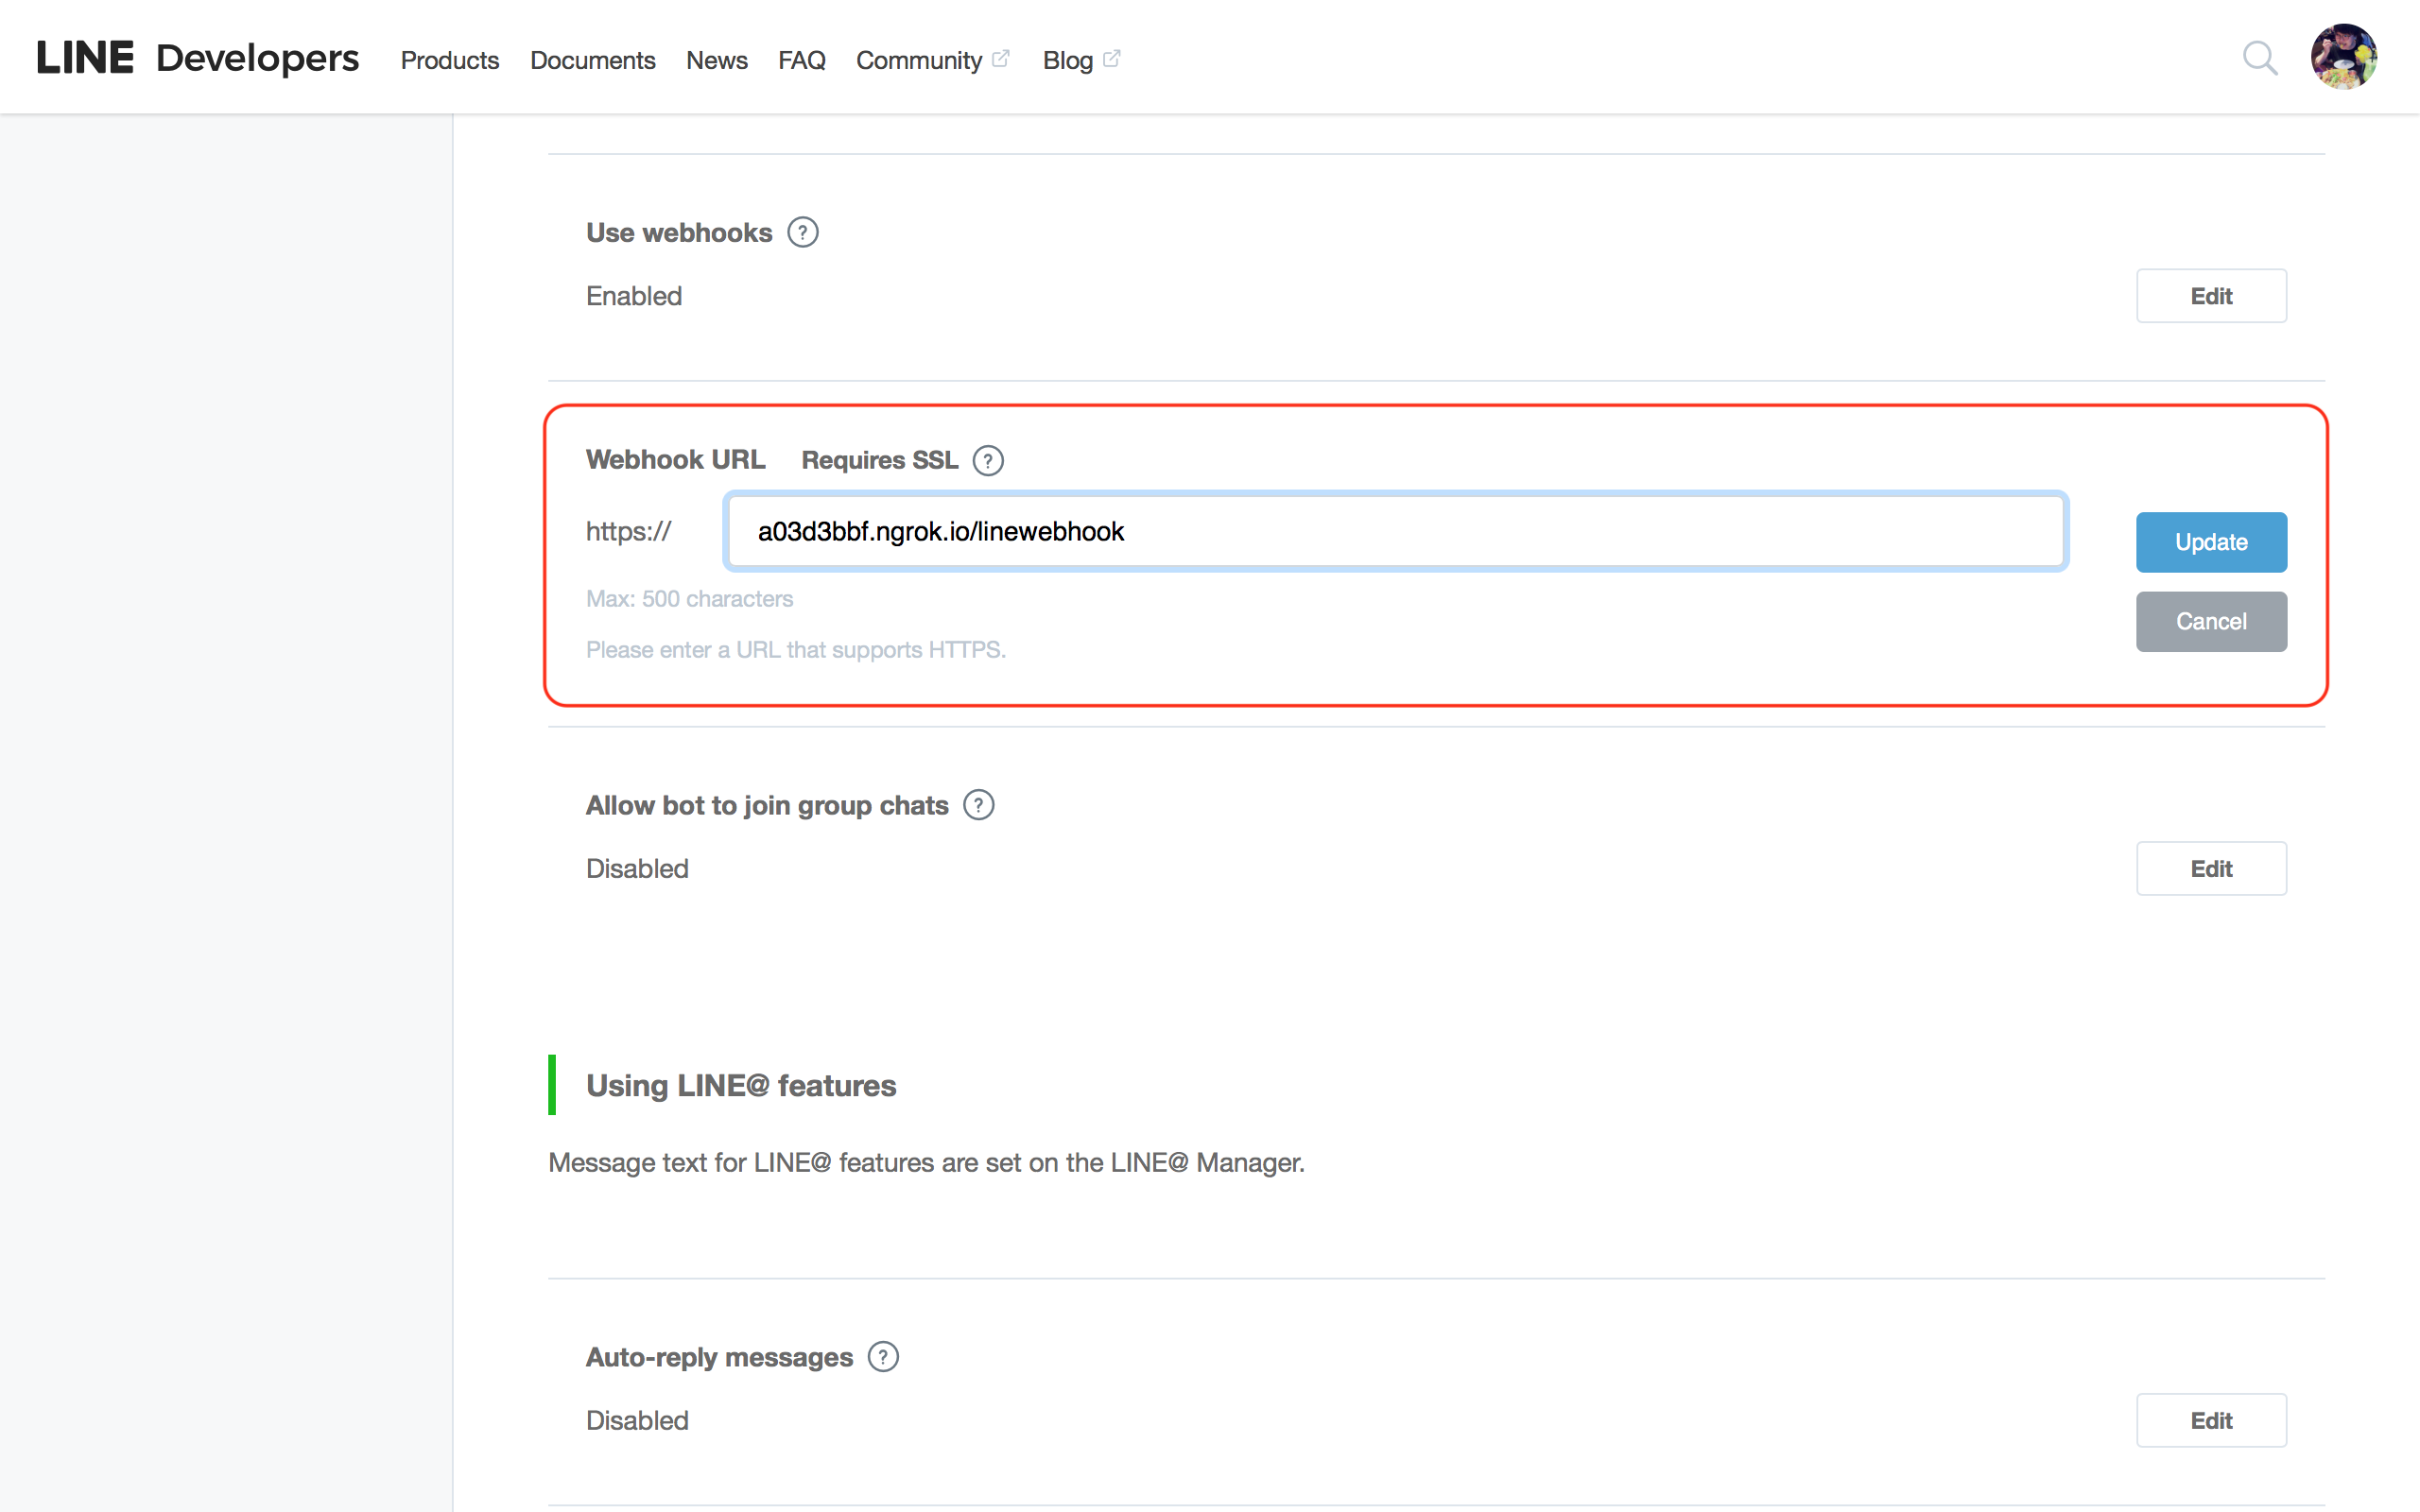 LINE Developers Products Documents News FAQ Community Blog
Use webhooks ?
Enabled
Edit
Webhook URL Requires SSL ?
https:// a03d3bbf.ngrok.io/linewebhook
Update
Max: 500 characters
Cancel
Please enter a URL that supports HTTPS.
Allow bot to join group chats ?
Disabled
Edit
Using LINE@ features
Message text for LINE@ features are set on the LINE@ Manager.
Auto-reply messages ?
Disabled
Edit